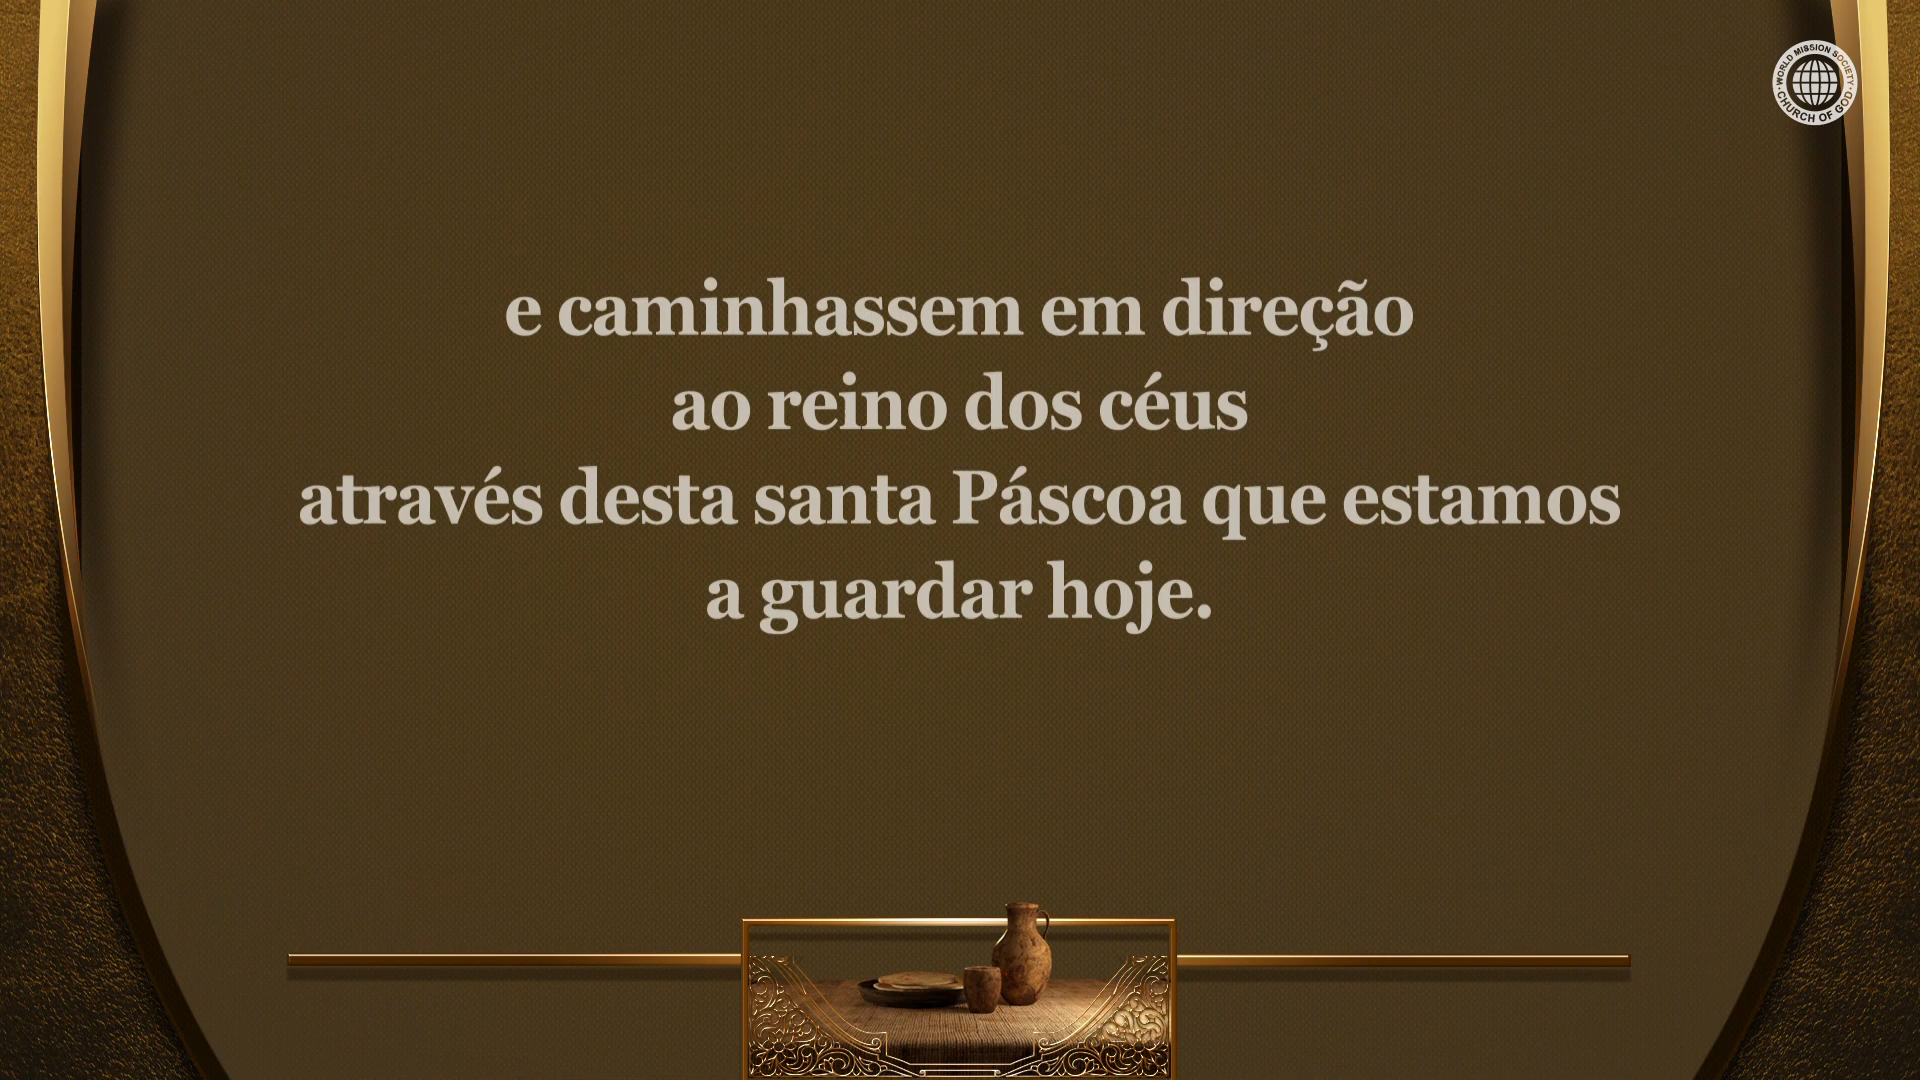 WORLD MISSION SOCIETY
CHURCH OF GOD
e caminhassem em direção
ao reino dos céus
através desta santa Páscoa que estamos
a guardar hoje.